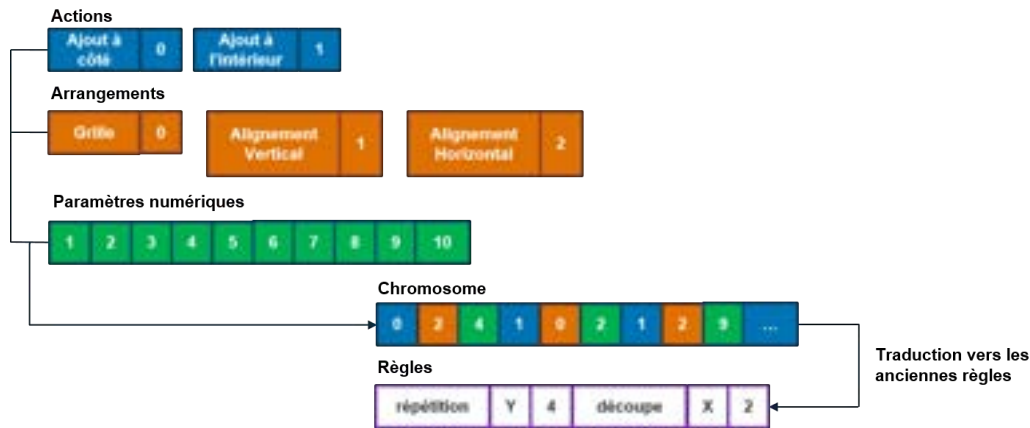 Actions
Ajout à côté 0 Ajout à l'intérieur 1
Arrangements
Grille 0 Alignement Vertical 1 Alignement Horizontal 2
Paramètres numériques
1 2 3 4 5 6 7 8 9 10
Chromosome
0 2 4 1 0 2 1 2 9 ...
Traduction vers les
anciennes règles
Règles
répétition Y 4 découpe X 2